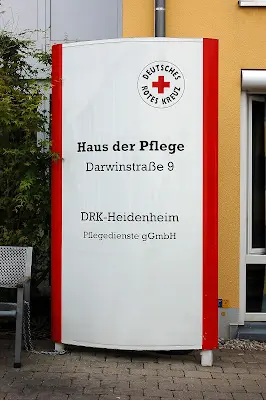 DEUTSCHES
ROTES KREUZ
Haus der Pflege
Darwinstraße 9
DRK-Heidenheim
Pflegedienste gGmbH